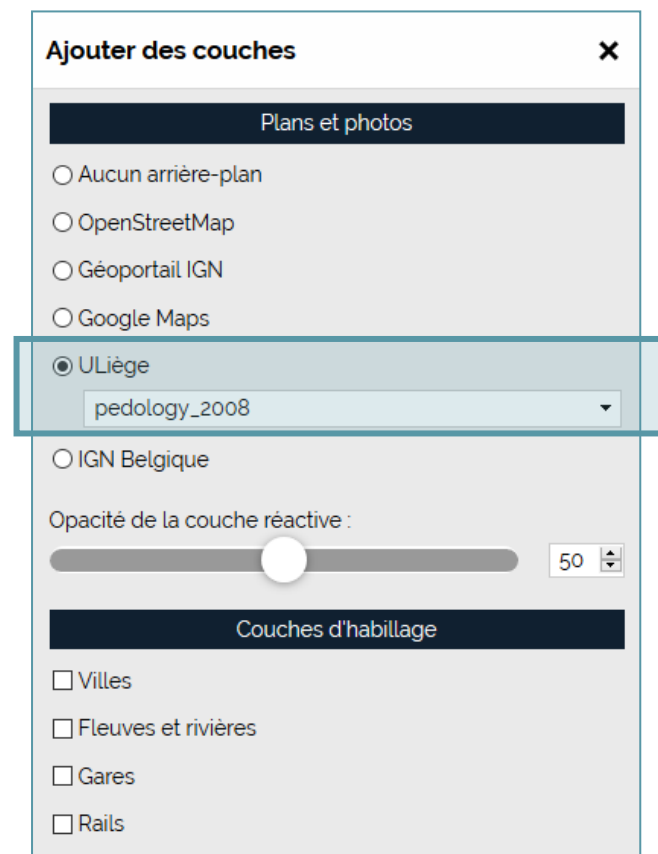 Ajouter des couches
Plans et photos
Aucun arrière-plan
OpenStreetMap
Géoportail IGN
Google Maps
ULiège
pedology_2008
IGN Belgique
Opacité de la couche réactive :
50
Couches d'habillage
Villes
Fleuves et rivières
Gares
Rails